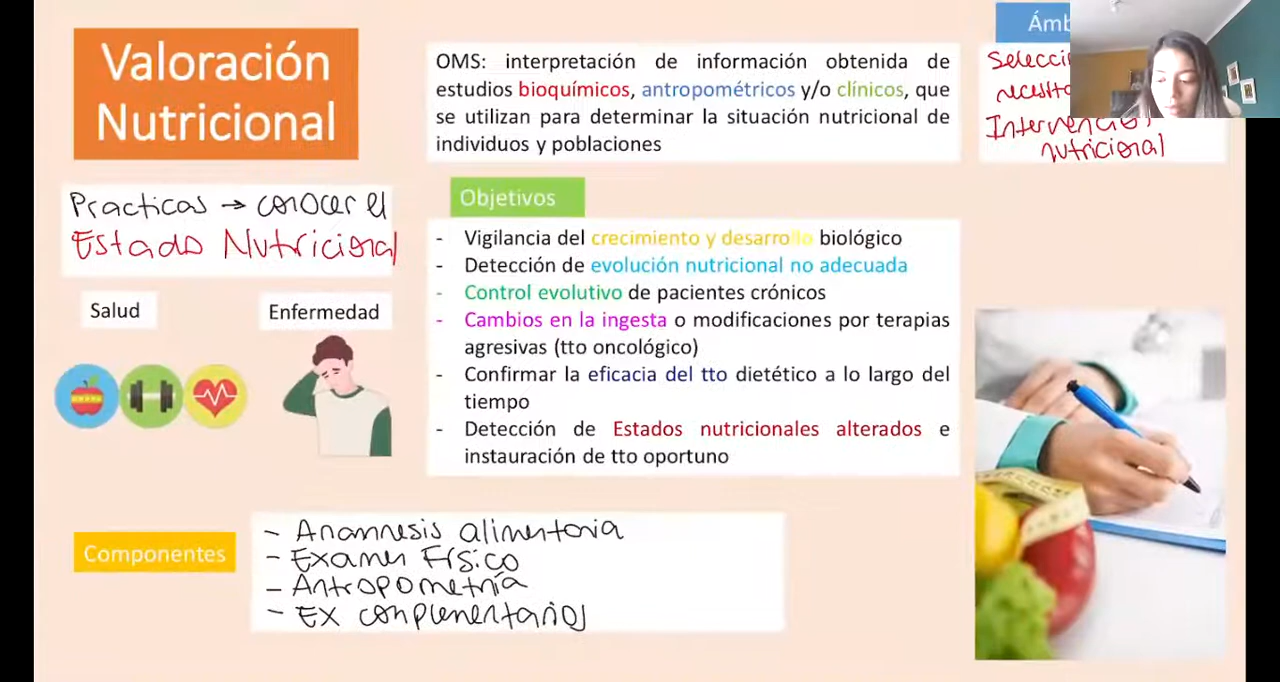 Valoración
Nutricional
OMS: interpretación de información obtenida de
estudios bioquímicos, antropométricos y/o clínicos, que
se utilizan para determinar la situación nutricional de
individuos y poblaciones
Practicas → conocer el
Estado Nutricional
Salud
Enfermedad
Objetivos
- Vigilancia del crecimiento y desarrollo biológico
- Detección de evolución nutricional no adecuada
- Control evolutivo de pacientes crónicos
- Cambios en la ingesta o modificaciones por terapias
agresivas (tto oncológico)
- Confirmar la eficacia del tto dietético a lo largo del
tiempo
- Detección de Estados nutricionales alterados e
instauración de tto oportuno
Componentes
- Anamnesis alimentaria
- Examen Físico
- Antropometría
- Ex complementarios
nutricional